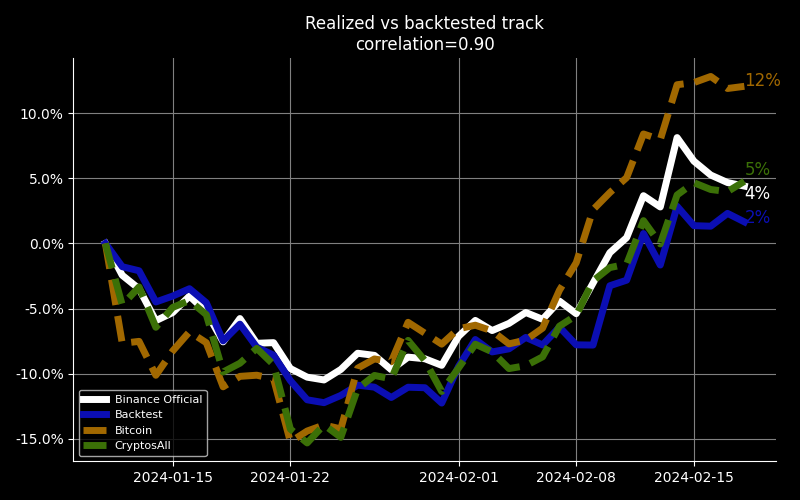 Realized vs backtested track
correlation=0.90
12%
10.0%
5.0%
5%
4%
2%
0.0%
-5.0%
-10.0%
-15.0%
Binance Official
Backtest
Bitcoin
CryptosAll
2024-01-15
2024-01-22
2024-02-01
2024-02-08
2024-02-15